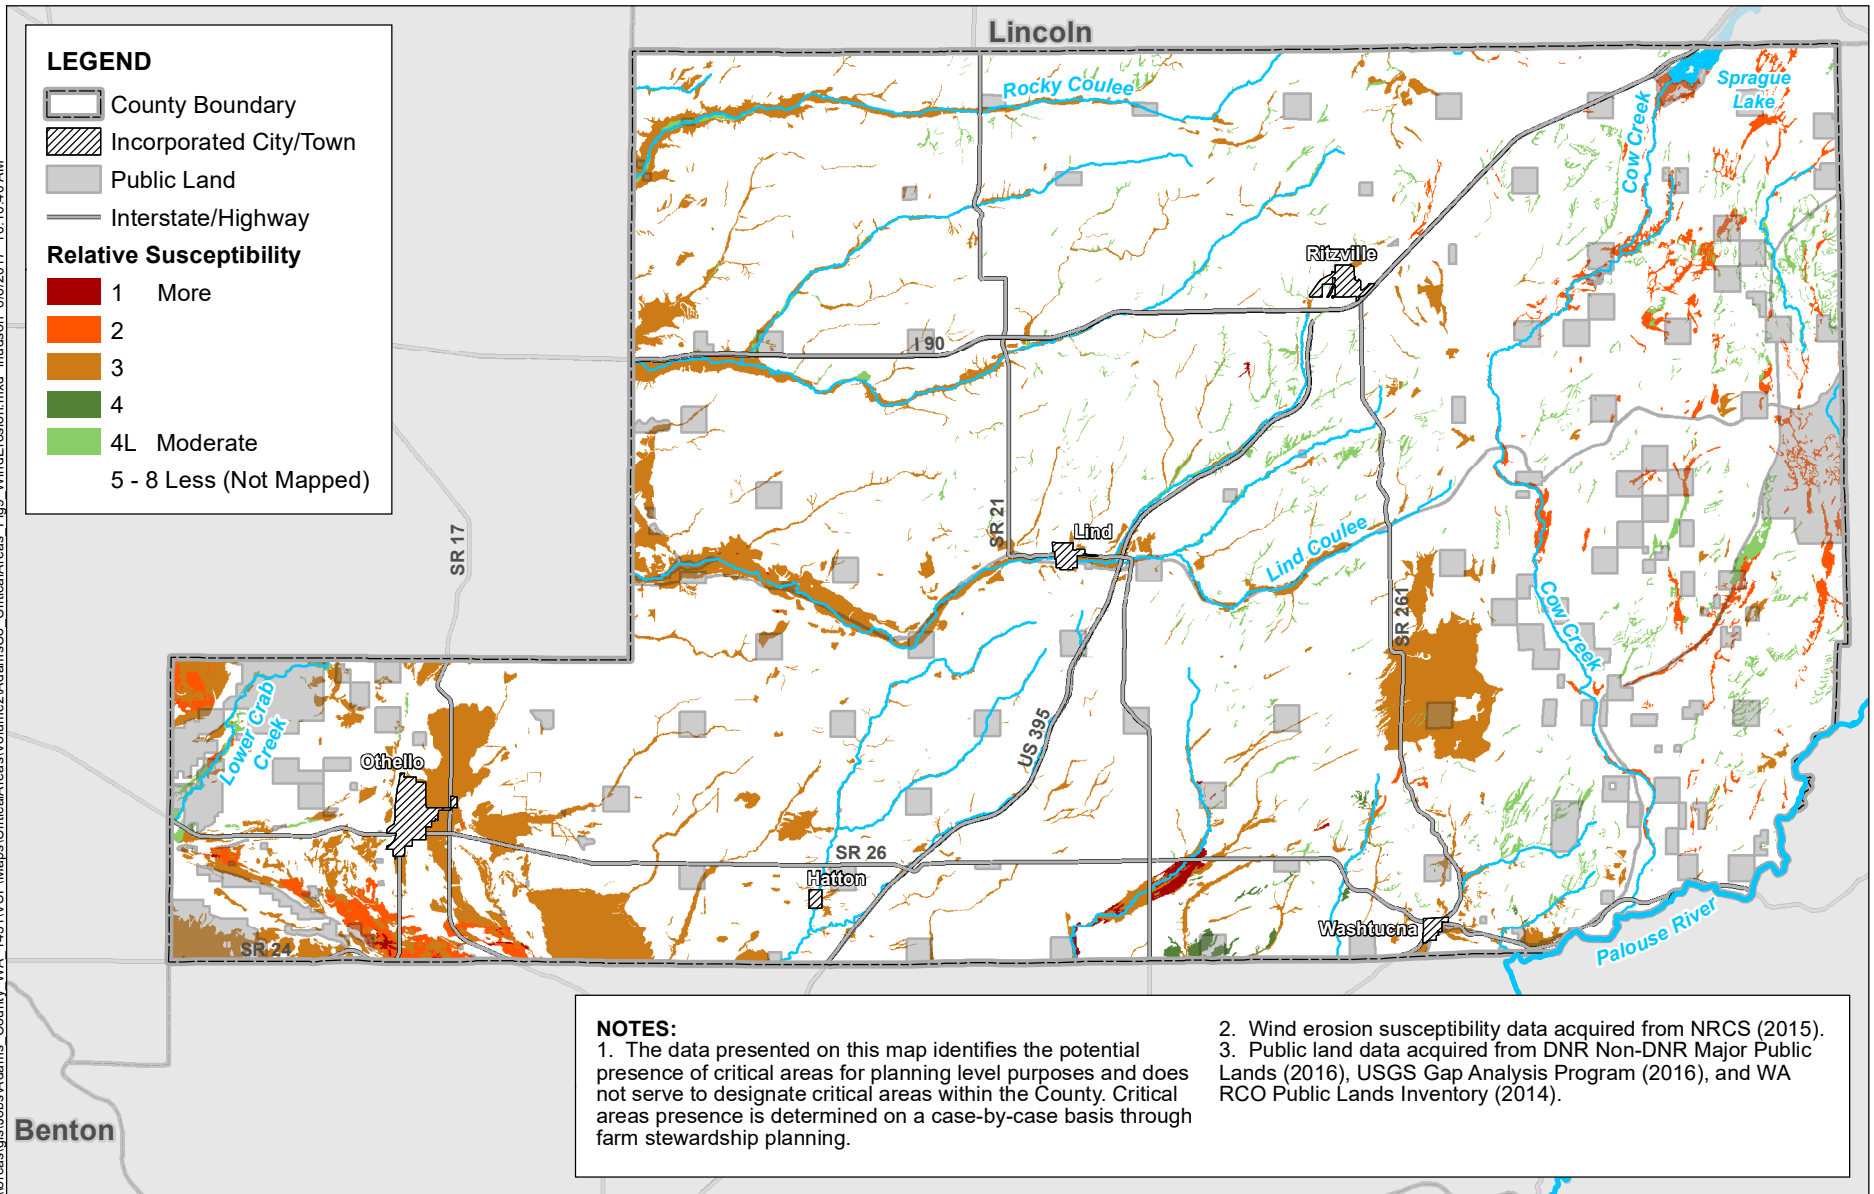 Lincoln
LEGEND
County Boundary
Incorporated City/Town
Public Land
Interstate/Highway
Relative Susceptibility
1 More
2
3
4
4L Moderate
5 - 8 Less (Not Mapped)
Rocky Coulee
Sprague
Lake
Cow Creek
Ritzville
I 90
SR 17
SR 21
Lind
Lind Coulee
SR 261
Cow Creek
Lower Crab
Creek
Othello
US 395
SR 26
Hatton
Washtucna
Palouse River
SR 24
Benton
NOTES:
1. The data presented on this map identifies the potential
presence of critical areas for planning level purposes and does
not serve to designate critical areas within the County. Critical
areas presence is determined on a case-by-case basis through
farm stewardship planning.
2. Wind erosion susceptibility data acquired from NRCS (2015).
3. Public land data acquired from DNR Non-DNR Major Public
Lands (2016), USGS Gap Analysis Program (2016), and WA
RCO Public Lands Inventory (2014).